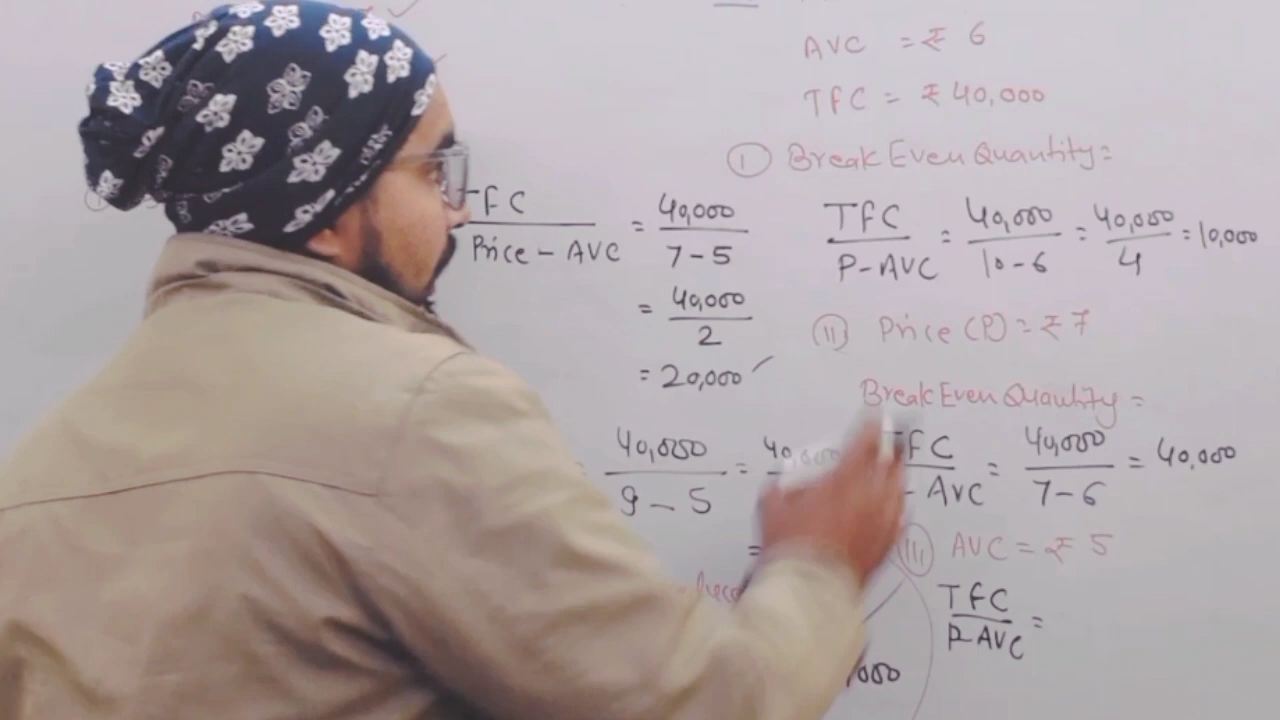 AVC = ₹ 6
TFC = ₹ 40,000
(I) Break Even Quantity =
TFC / P-AVC = 40,000 / 10-6 = 40,000 / 4 = 10,000
(II) Price (P) = ₹ 7
Break Even Quantity =
TFC / - AVC = 40,000 / 7-6 = 40,000
(III) AVC = ₹ 5
TFC / P-AVC =
TFC / Price - AVC = 40,000 / 7-5
= 40,000 / 2
= 20,000
= 40,000 / 9-5 = 40,000
=